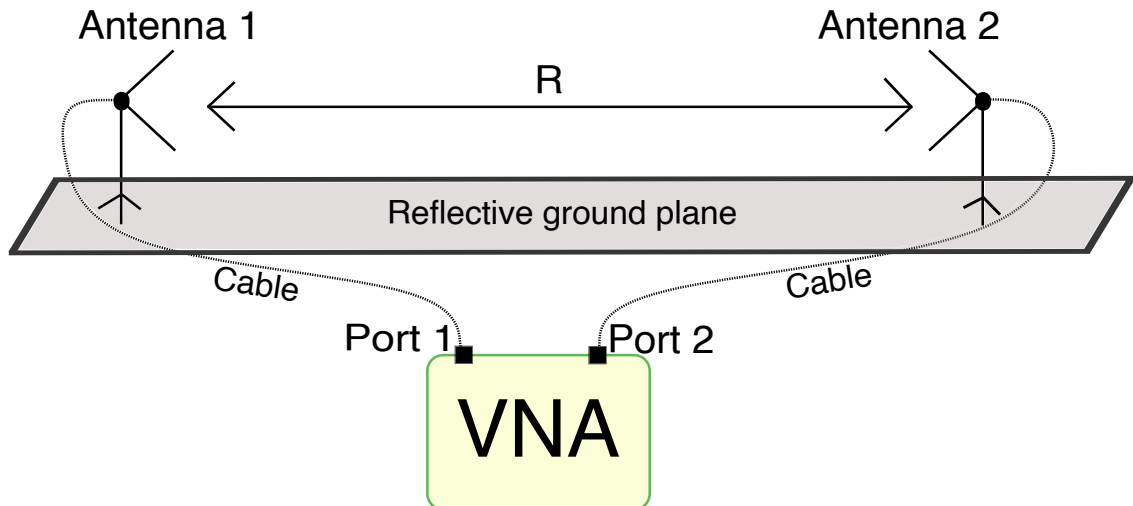 Antenna 1
Antenna 2
R
Reflective ground plane
Cable
Cable
Port 1
Port 2
VNA